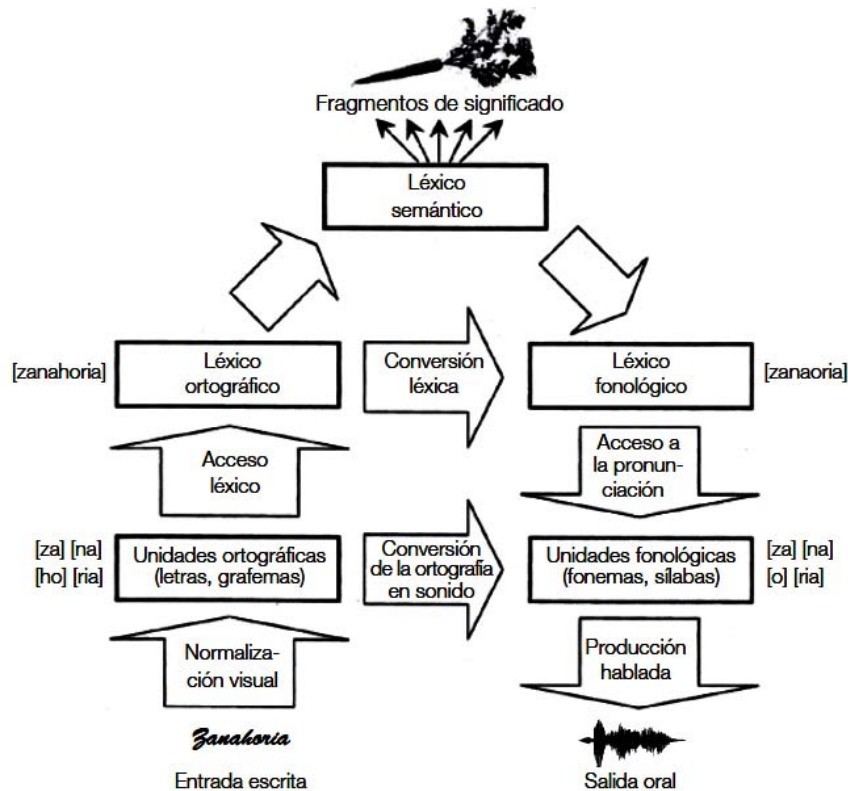 Fragmentos de significado
Léxico
semántico
[zanahoria]
Léxico
ortográfico
Conversión
léxica
Léxico
fonológico
[zanaoria]
Acceso
léxico
Acceso a
la pronun-
ciación
[za] [na]
[ho] [ria]
Unidades ortográficas
(letras, grafemas)
Conversión
de la ortografía
en sonido
Unidades fonológicas
(fonemas, sílabas)
[za] [na]
[o] [ria]
Normaliza-
ción visual
Producción
hablada
Zanahoria
Entrada escrita
Salida oral